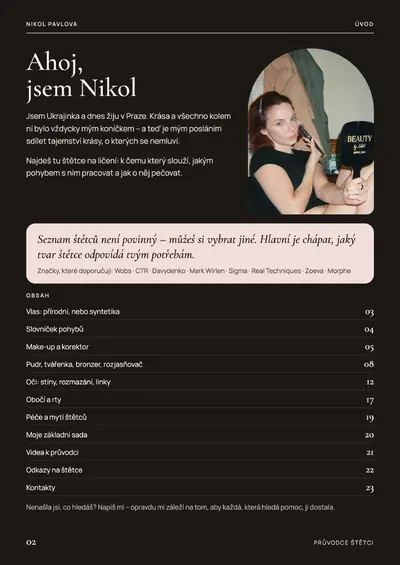 NIKOL PAVLOVA
ÚVOD
Ahoj,
jsem Nikol
Jsem Ukrajinka a dnes žiju v Praze. Krása a všechno kolem
ní bylo vždycky mým koníčkem – a teď je mým posláním
sdílet tajemství krásy, o kterých se nemluví.
Najdeš tu štětce na líčení: k čemu který slouží, jakým
pohybem s ním pracovat a jak o něj pečovat.
BEAUTY
Seznam štětců není povinný – můžeš si vybrat jiné. Hlavní je chápat, jaký
tvar štětce odpovídá tvým potřebám.
Značky, které doporučuji: Wobs · CTR · Davydenko · Mark Wirlen · Sigma · Real Techniques · Zoeva · Morphe
OBSAH
Vlas: přírodní, nebo syntetika 03
Slovníček pohybů 04
Make-up a korektor 05
Pudr, tvářenka, bronzer, rozjasňovač 08
Oči: stíny, rozmazání, linky 12
Obočí a rty 17
Péče a mytí štětců 19
Moje základní sada 20
Videa k průvodci 21
Odkazy na štětce 22
Kontakty 23
Nenašla jsi, co hledáš? Napiš mi – opravdu mi záleží na tom, aby každá, která hledá pomoc, ji dostala.
02
PRŮVODCE ŠTĚTCI